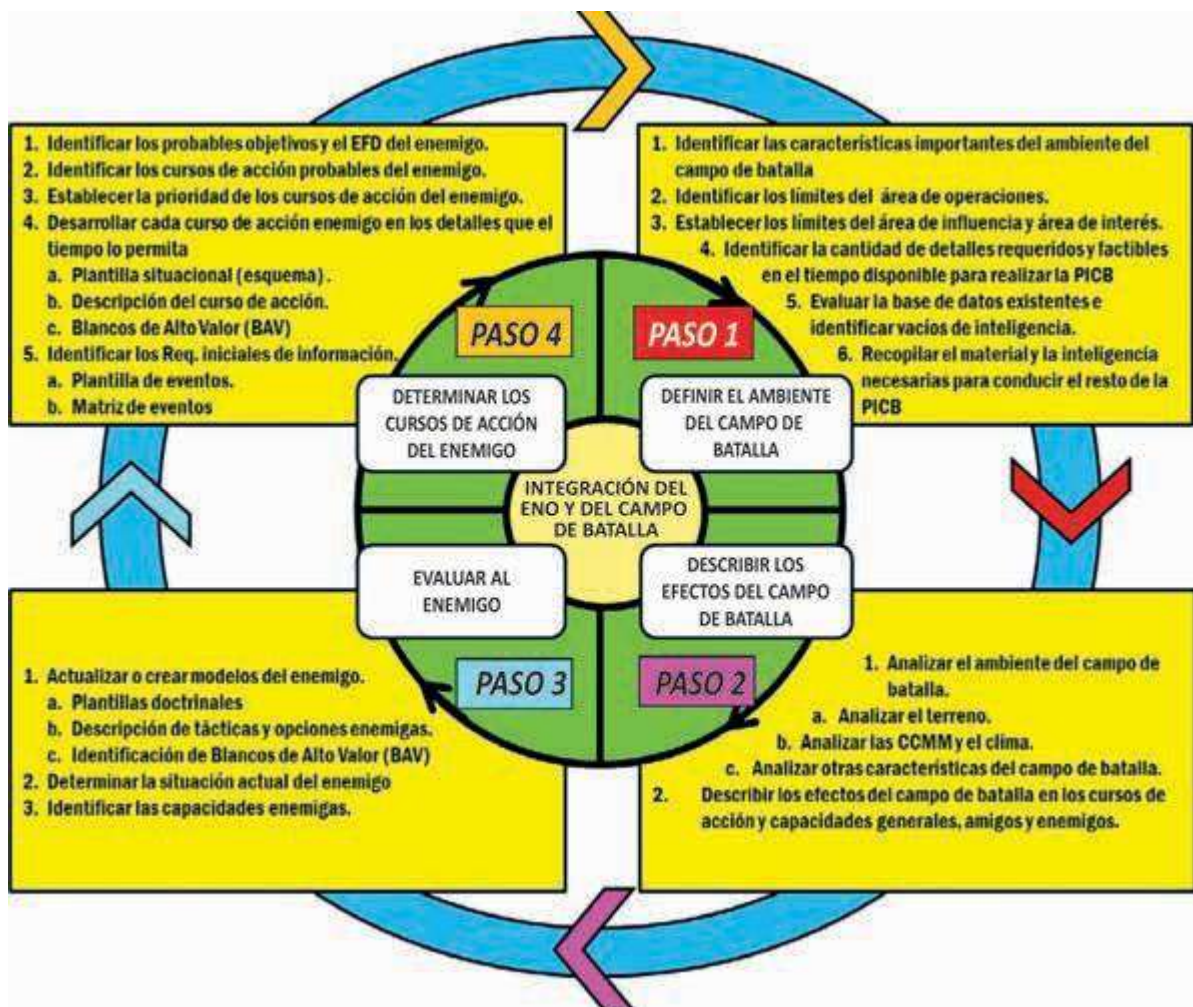 1. Identificar los probables objetivos y el EFD del enemigo.
2. Identificar los cursos de acción probables del enemigo.
3. Establecer la prioridad de los cursos de acción del enemigo.
4. Desarrollar cada curso de acción enemigo en los detalles que el
tiempo lo permita
a. Plantilla situacional (esquema).
b. Descripción del curso de acción.
c. Blancos de Alto Valor (BAV)
5. Identificar los Req. iniciales de información.
a. Plantilla de eventos.
b. Matriz de eventos
1. Identificar las características importantes del ambiente del
campo de batalla
2. Identificar los límites del área de operaciones.
3. Establecer los límites del área de influencia y área de interés.
4. Identificar la cantidad de detalles requeridos y factibles
en el tiempo disponible para realizar la PICB
5. Evaluar la base de datos existentes e
identificar vacios de inteligencia.
6. Recopilar el material y la inteligencia
necesarias para conducir el resto de la
PICB
PASO 4
PASO 1
DETERMINAR LOS
CURSOS DE ACCIÓN
DEL ENEMIGO
DEFINIR EL AMBIENTE
DEL CAMPO DE
BATALLA
INTEGRACIÓN DEL
ENO Y DEL CAMPO
DE BATALLA
EVALUAR AL
ENEMIGO
DESCRIBIR LOS
EFECTOS DEL CAMPO
DE BATALLA
PASO 3
PASO 2
1. Actualizar o crear modelos del enemigo.
a. Plantillas doctrinales
b. Descripción de tácticas y opciones enemigas.
c. Identificación de Blancos de Alto Valor (BAV)
2. Determinar la situación actual del enemigo
3. Identificar las capacidades enemigas.
1. Analizar el ambiente del campo de
batalla.
a. Analizar el terreno.
b. Analizar las CCMM y el clima.
c. Analizar otras características del campo de batalla.
2. Describir los efectos del campo de batalla en los cursos de
acción y capacidades generales, amigos y enemigos.